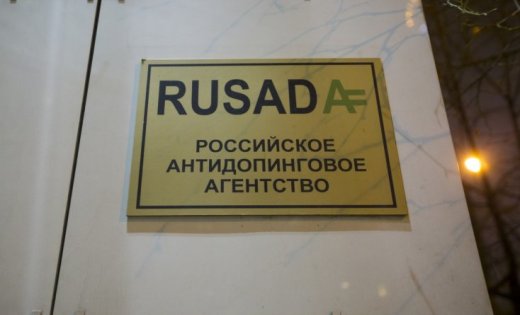 RUSADA
РОССИЙСКОЕ
АНТИДОПИНГОВОЕ
АГЕНТСТВО